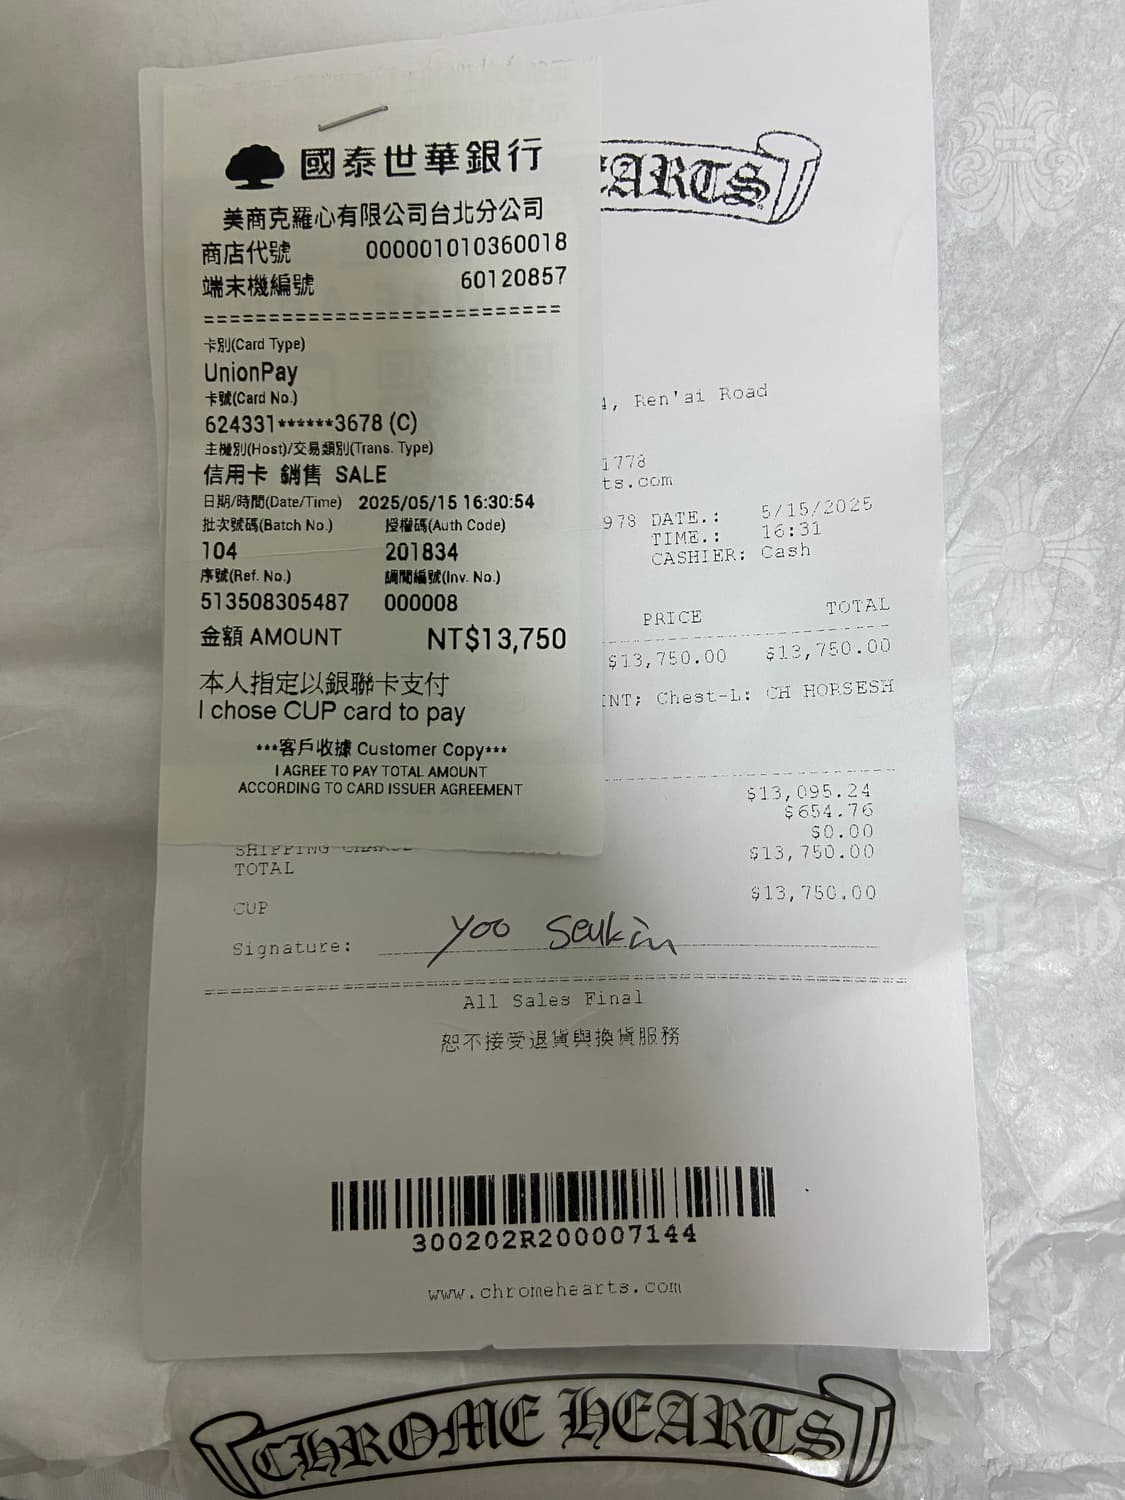 國泰世華銀行
美商克羅心有限公司台北分公司
商店代號 000001010360018
端末機編號 60120857
===========================
卡別(Card Type)
UnionPay
卡號(Card No.)
624331******3678 (C)
主機別(Host)/交易類別(Trans. Type)
信用卡 銷售 SALE
日期/時間(Date/Time) 2025/05/15 16:30:54
批次號碼(Batch No.) 授權碼(Auth Code)
104 201834
序號(Ref. No.) 調閱編號(Inv. No.)
513508305487 000008
金額 AMOUNT NT$13,750
本人指定以銀聯卡支付
I chose CUP card to pay
***客戶收據 Customer Copy***
I AGREE TO PAY TOTAL AMOUNT
ACCORDING TO CARD ISSUER AGREEMENT
EARTS
4, Ren'ai Road
1778
ts.com
978 DATE.: 5/15/2025
TIME.: 16:31
CASHIER: Cash
PRICE TOTAL
$13,750.00 $13,750.00
INT; Chest-L: CH HORSESH
$13,095.24
$654.76
$0.00
SHIPPING CHARGE
TOTAL $13,750.00
CUP $13,750.00
Signature: Yoo Seukin
All Sales Final
恕不接受退貨與換貨服務
300202R200007144
www.chromehearts.com
CHROME HEARTS